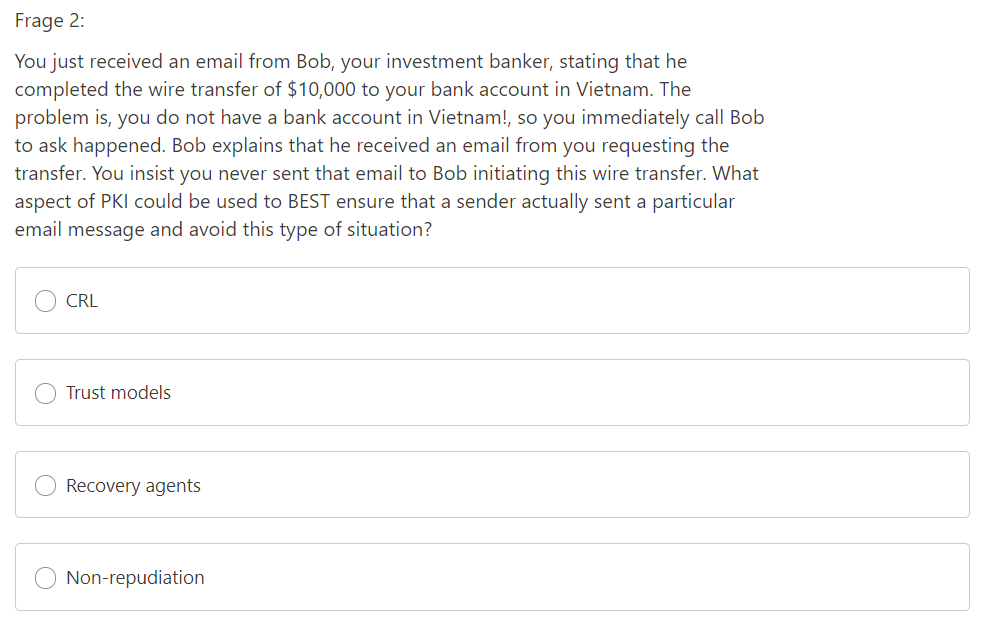 Frage 2:
You just received an email from Bob, your investment banker, stating that he
completed the wire transfer of $10,000 to your bank account in Vietnam. The
problem is, you do not have a bank account in Vietnam!, so you immediately call Bob
to ask happened. Bob explains that he received an email from you requesting the
transfer. You insist you never sent that email to Bob initiating this wire transfer. What
aspect of PKI could be used to BEST ensure that a sender actually sent a particular
email message and avoid this type of situation?
CRL
Trust models
Recovery agents
Non-repudiation